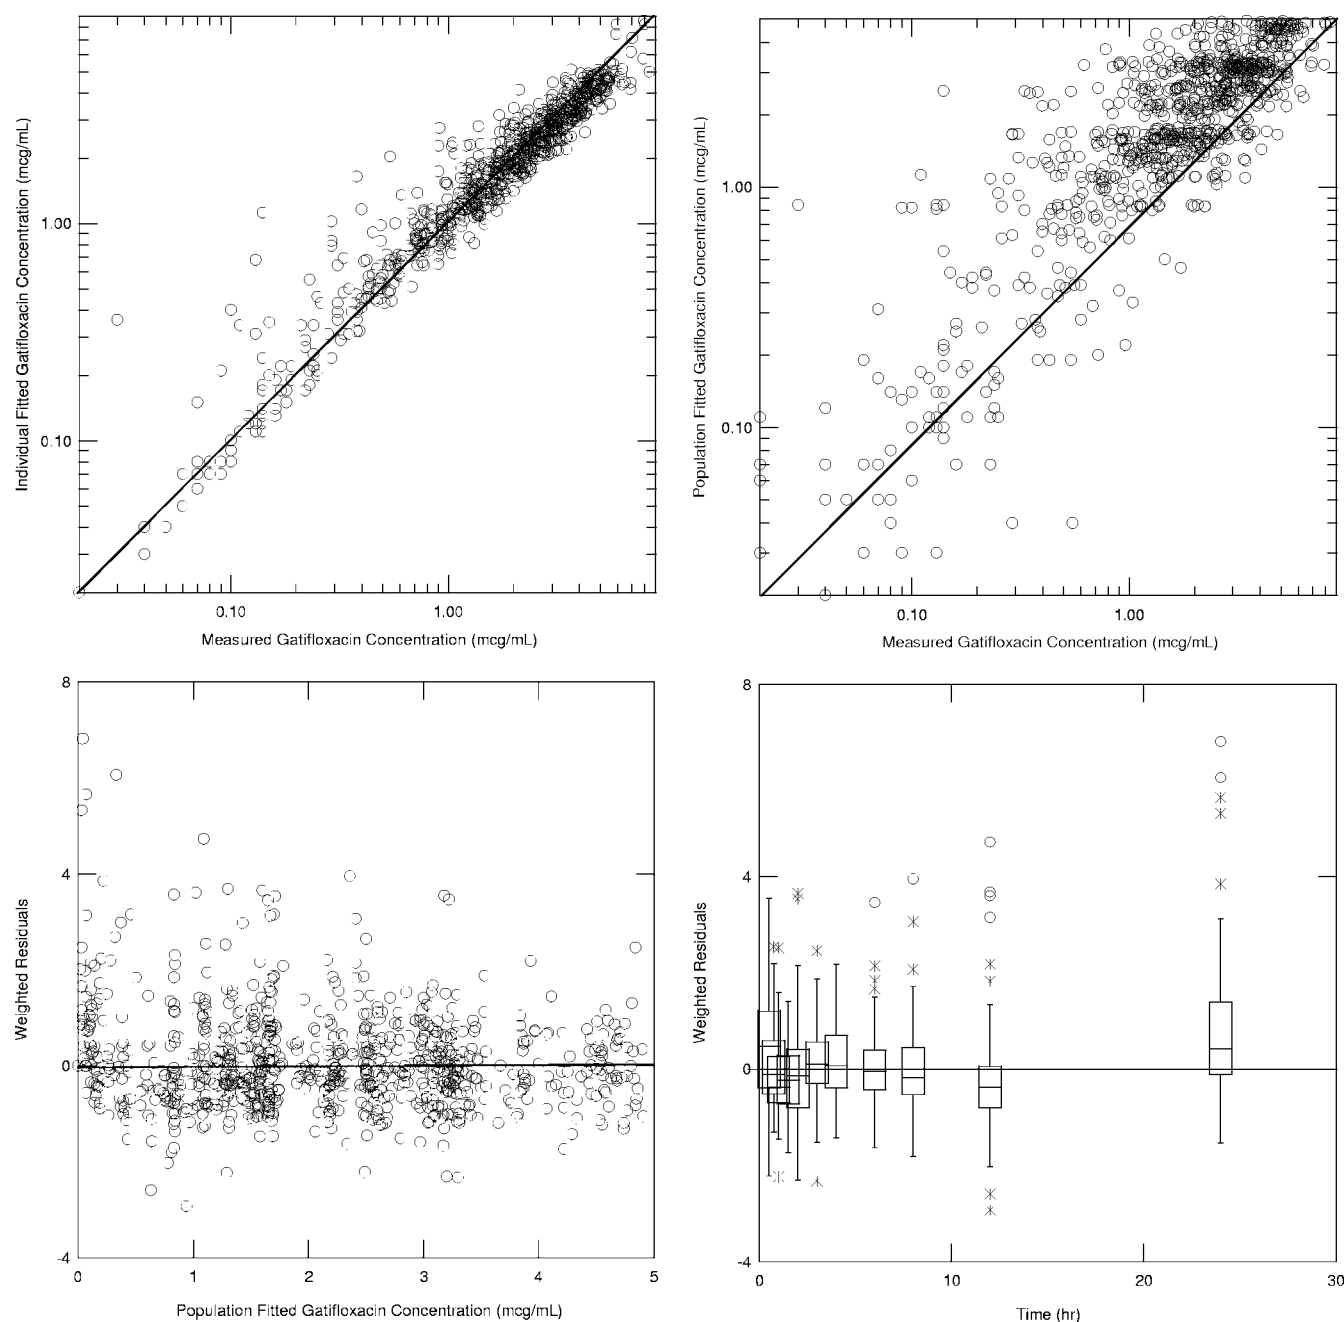 Individual Fitted Gatifloxacin Concentration (mcg/mL)
1.00
0.10
0.10 1.00
Measured Gatifloxacin Concentration (mcg/mL)
Population Fitted Gatifloxacin Concentration (mcg/mL)
1.00
0.10
0.10 1.00
Measured Gatifloxacin Concentration (mcg/mL)
Weighted Residuals
8
4
0
-4
0 1 2 3 4 5
Population Fitted Gatifloxacin Concentration (mcg/mL)
Weighted Residuals
8
4
0
-4
0 10 20 30
Time (hr)